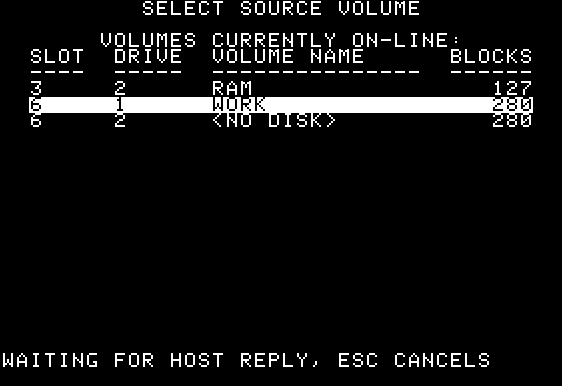 SELECT SOURCE VOLUME
VOLUMES CURRENTLY ON-LINE:
SLOT DRIVE VOLUME NAME BLOCKS
---- ----- --------------- ------
3 2 RAM 127
6 1 WORK 280
6 2 <NO DISK> 280
WAITING FOR HOST REPLY, ESC CANCELS